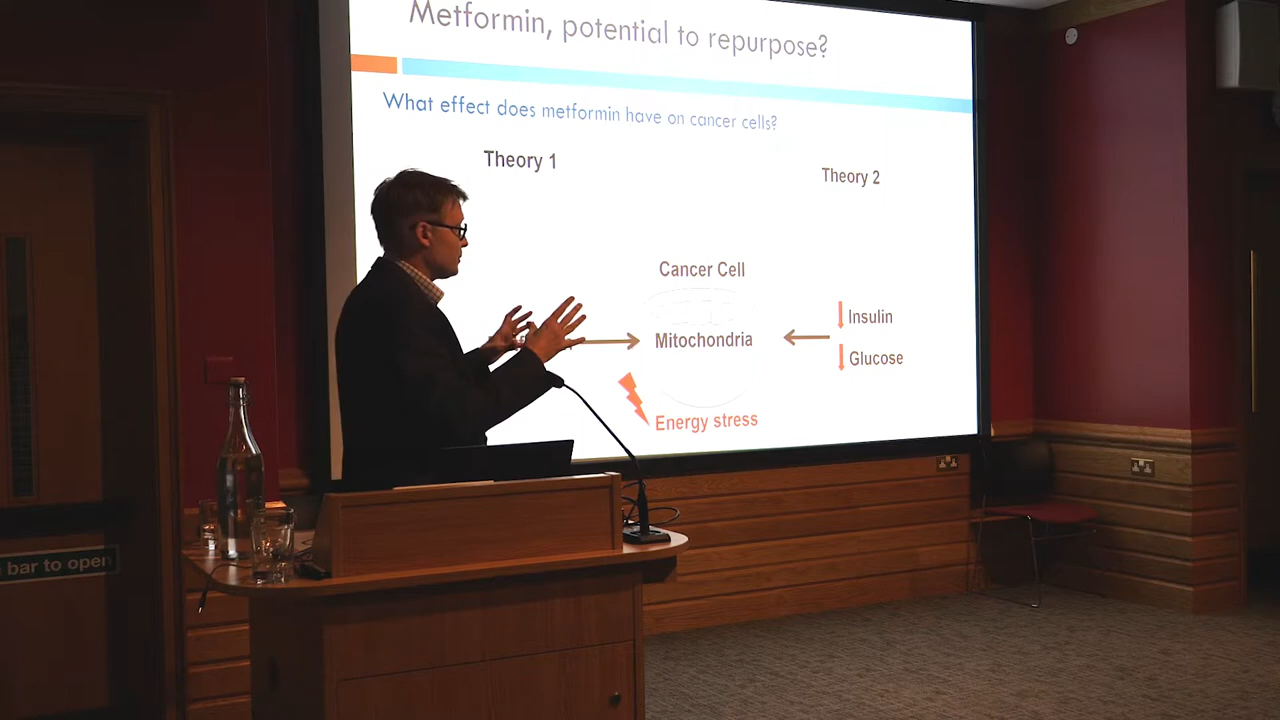 Metformin, potential to repurpose?
What effect does metformin have on cancer cells?
Theory 1
Theory 2
Cancer Cell
Mitochondria
Insulin
Glucose
Energy stress
bar to open